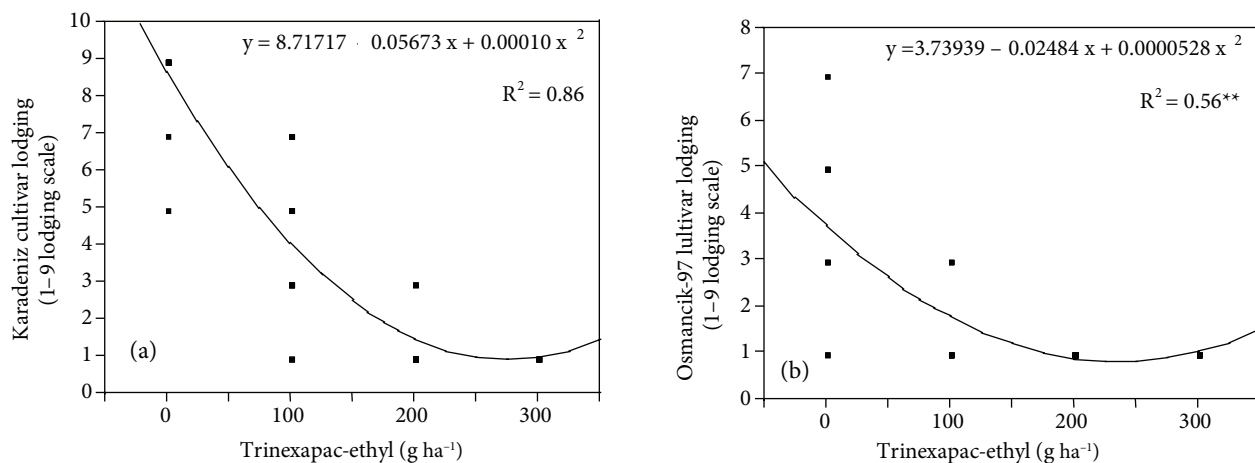 10
9
8
7
6
5
4
3
2
1
0
y = 8.71717 · 0.05673 x + 0.00010 x 2
R2 = 0.86
(a)
Karadeniz cultivar lodging
(1–9 lodging scale)
0 100 200 300
Trinexapac-ethyl (g ha–1)
8
7
6
5
4
3
2
1
0
y =3.73939 – 0.02484 x + 0.0000528 x 2
R2 = 0.56**
(b)
Osmancik-97 lultivar lodging
(1–9 lodging scale)
0 100 200 300
Trinexapac-ethyl (g ha–1)